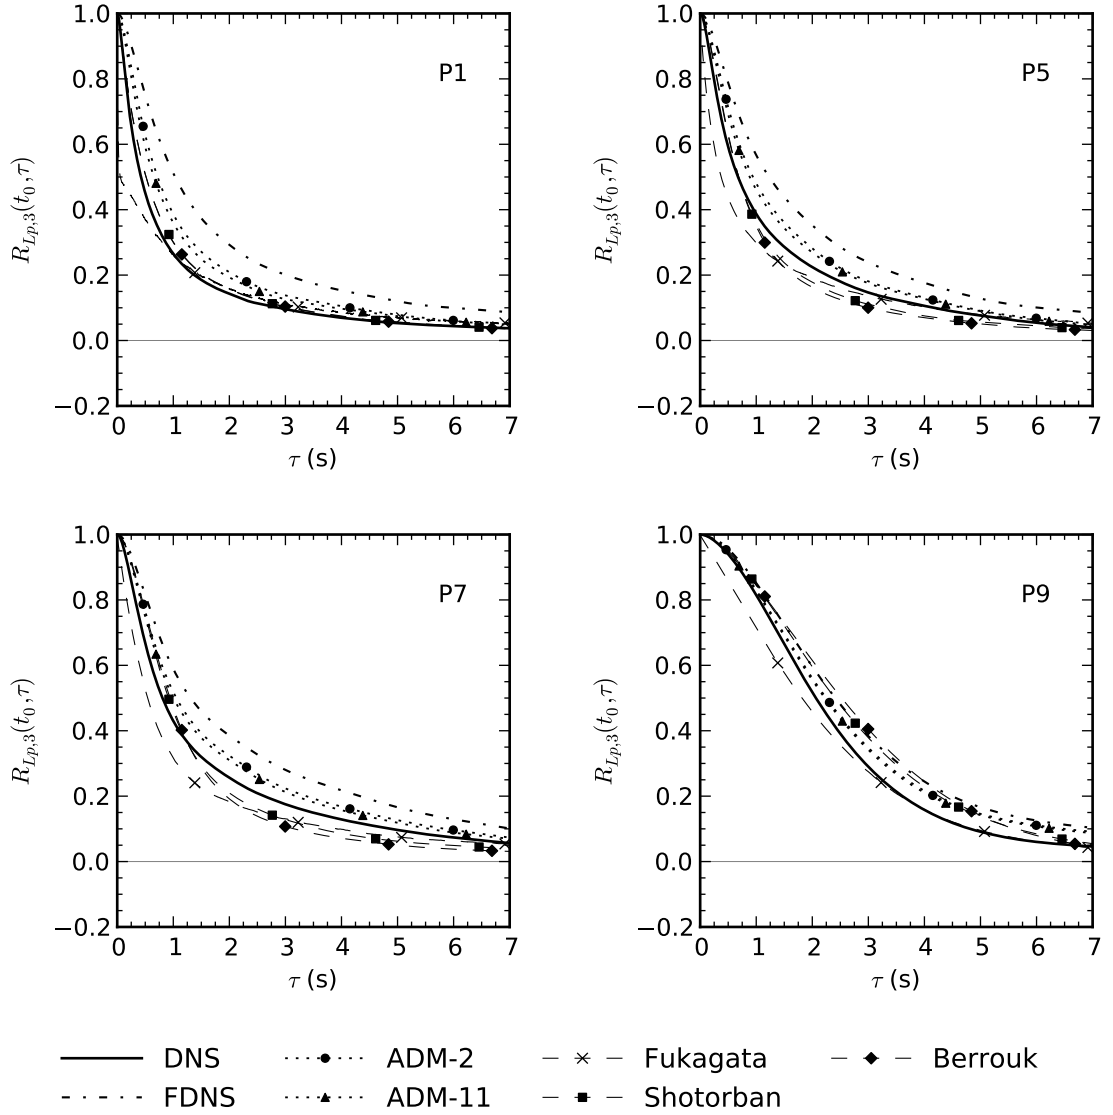 1.0
0.8
0.6
0.4
0.2
0.0
−0.2
0 1 2 3 4 5 6 7
τ (s)
R_{Lp,3}(t_0,τ)
P1
1.0
0.8
0.6
0.4
0.2
0.0
−0.2
0 1 2 3 4 5 6 7
τ (s)
R_{Lp,3}(t_0,τ)
P5
1.0
0.8
0.6
0.4
0.2
0.0
−0.2
0 1 2 3 4 5 6 7
τ (s)
R_{Lp,3}(t_0,τ)
P7
1.0
0.8
0.6
0.4
0.2
0.0
−0.2
0 1 2 3 4 5 6 7
τ (s)
R_{Lp,3}(t_0,τ)
P9
DNS ADM-2 Fukagata Berrouk
FDNS ADM-11 Shotorban